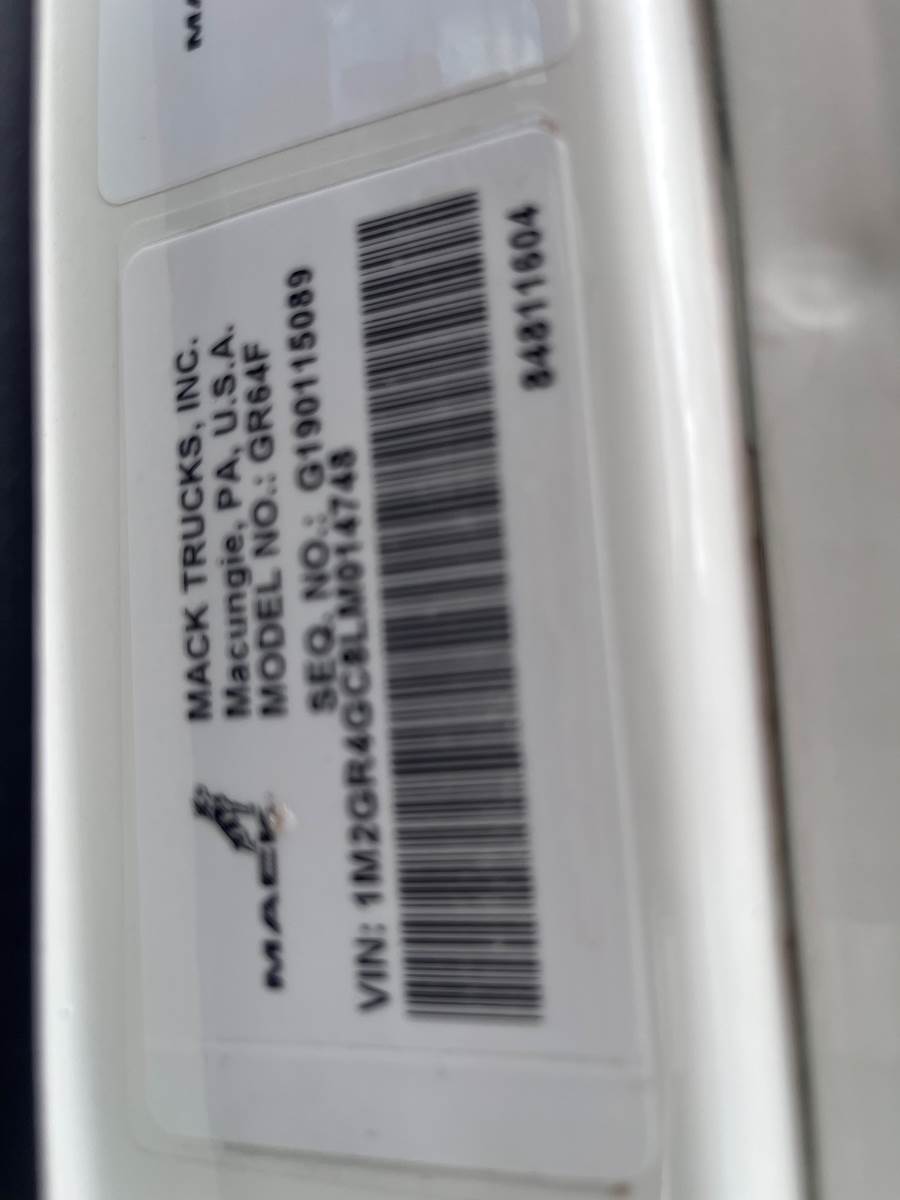 MACK
MACK TRUCKS, INC.
Macungie, PA, U.S.A.
MODEL NO.: GR64F
SEQ. NO.: G190115089
VIN: 1M2GR4GC8LM014748
84811604